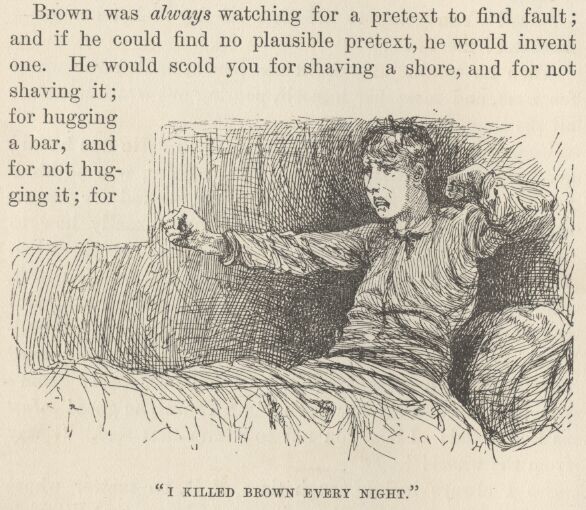 Brown was always watching for a pretext to find fault;
and if he could find no plausible pretext, he would invent
one. He would scold you for shaving a shore, and for not
shaving it;
for hugging
a bar, and
for not hug-
ging it; for
"I KILLED BROWN EVERY NIGHT."